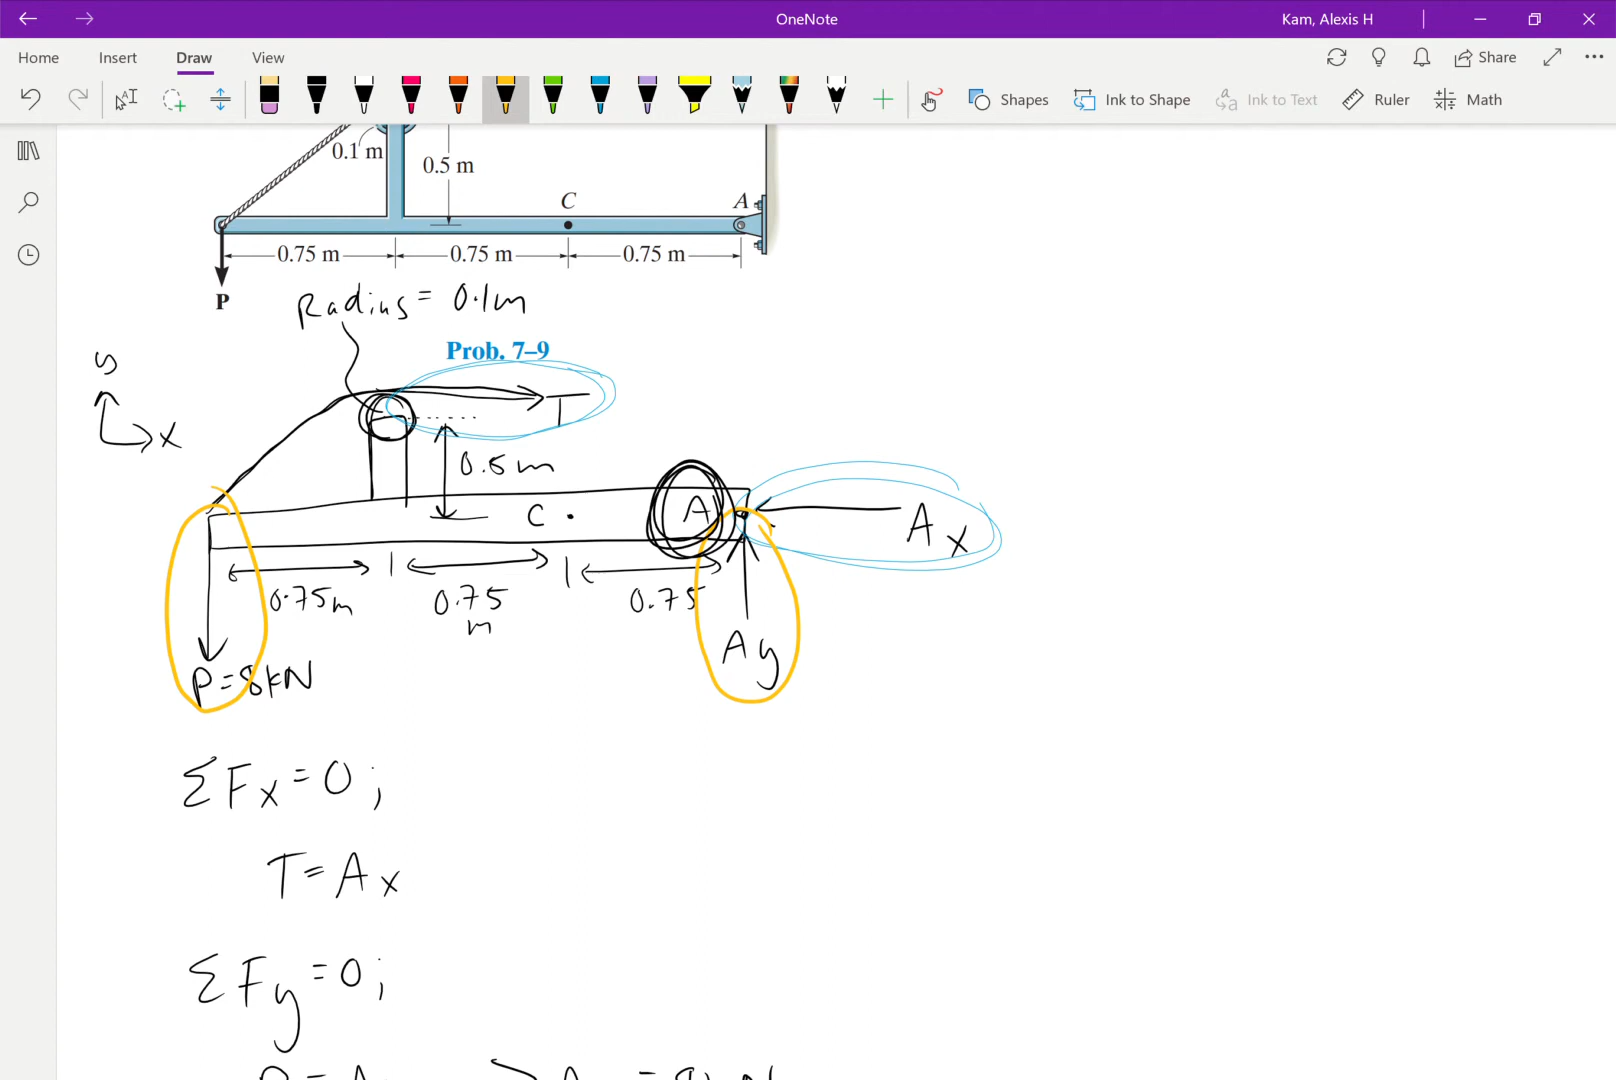 OneNote
Kam, Alexis H
Home Insert Draw View
Share
Shapes Ink to Shape Ink to Text Ruler Math
0.1 m
0.5 m
C A
0.75 m 0.75 m 0.75 m
P
Radius = 0.1m
Prob. 7–9
y
x
T
0.5m
C . A
Ax
0.75m 0.75 m 0.75
Ay
P=8kN
ΣFx=0;
T=Ax
ΣFy=0;